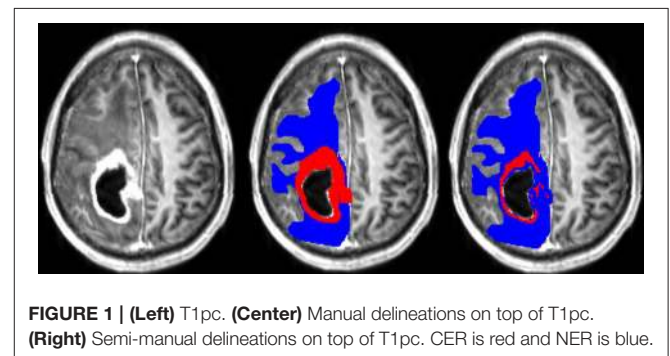 FIGURE 1 | (Left) T1pc. (Center) Manual delineations on top of T1pc.
(Right) Semi-manual delineations on top of T1pc. CER is red and NER is blue.